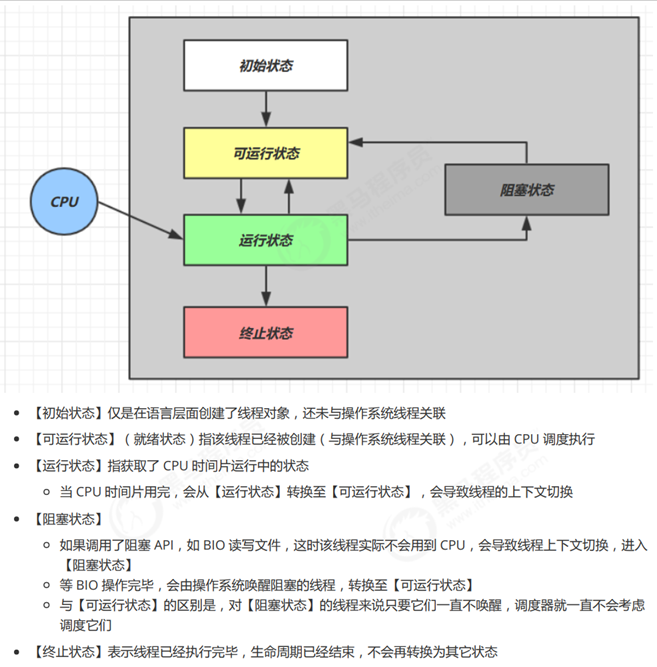 初始状态
可运行状态
阻塞状态
CPU
运行状态
终止状态
【初始状态】仅是在语言层面创建了线程对象，还未与操作系统线程关联
【可运行状态】（就绪状态）指该线程已经被创建（与操作系统线程关联），可以由 CPU 调度执行
【运行状态】指获取了 CPU 时间片运行中的状态
当 CPU 时间片用完，会从【运行状态】转换至【可运行状态】，会导致线程的上下文切换
【阻塞状态】
如果调用了阻塞 API，如 BIO 读写文件，这时该线程实际不会用到 CPU，会导致线程上下文切换，进入
【阻塞状态】
等 BIO 操作完毕，会由操作系统唤醒阻塞的线程，转换至【可运行状态】
与【可运行状态】的区别是，对【阻塞状态】的线程来说只要它们一直不唤醒，调度器就一直不会考虑
调度它们
【终止状态】表示线程已经执行完毕，生命周期已经结束，不会再转换为其它状态